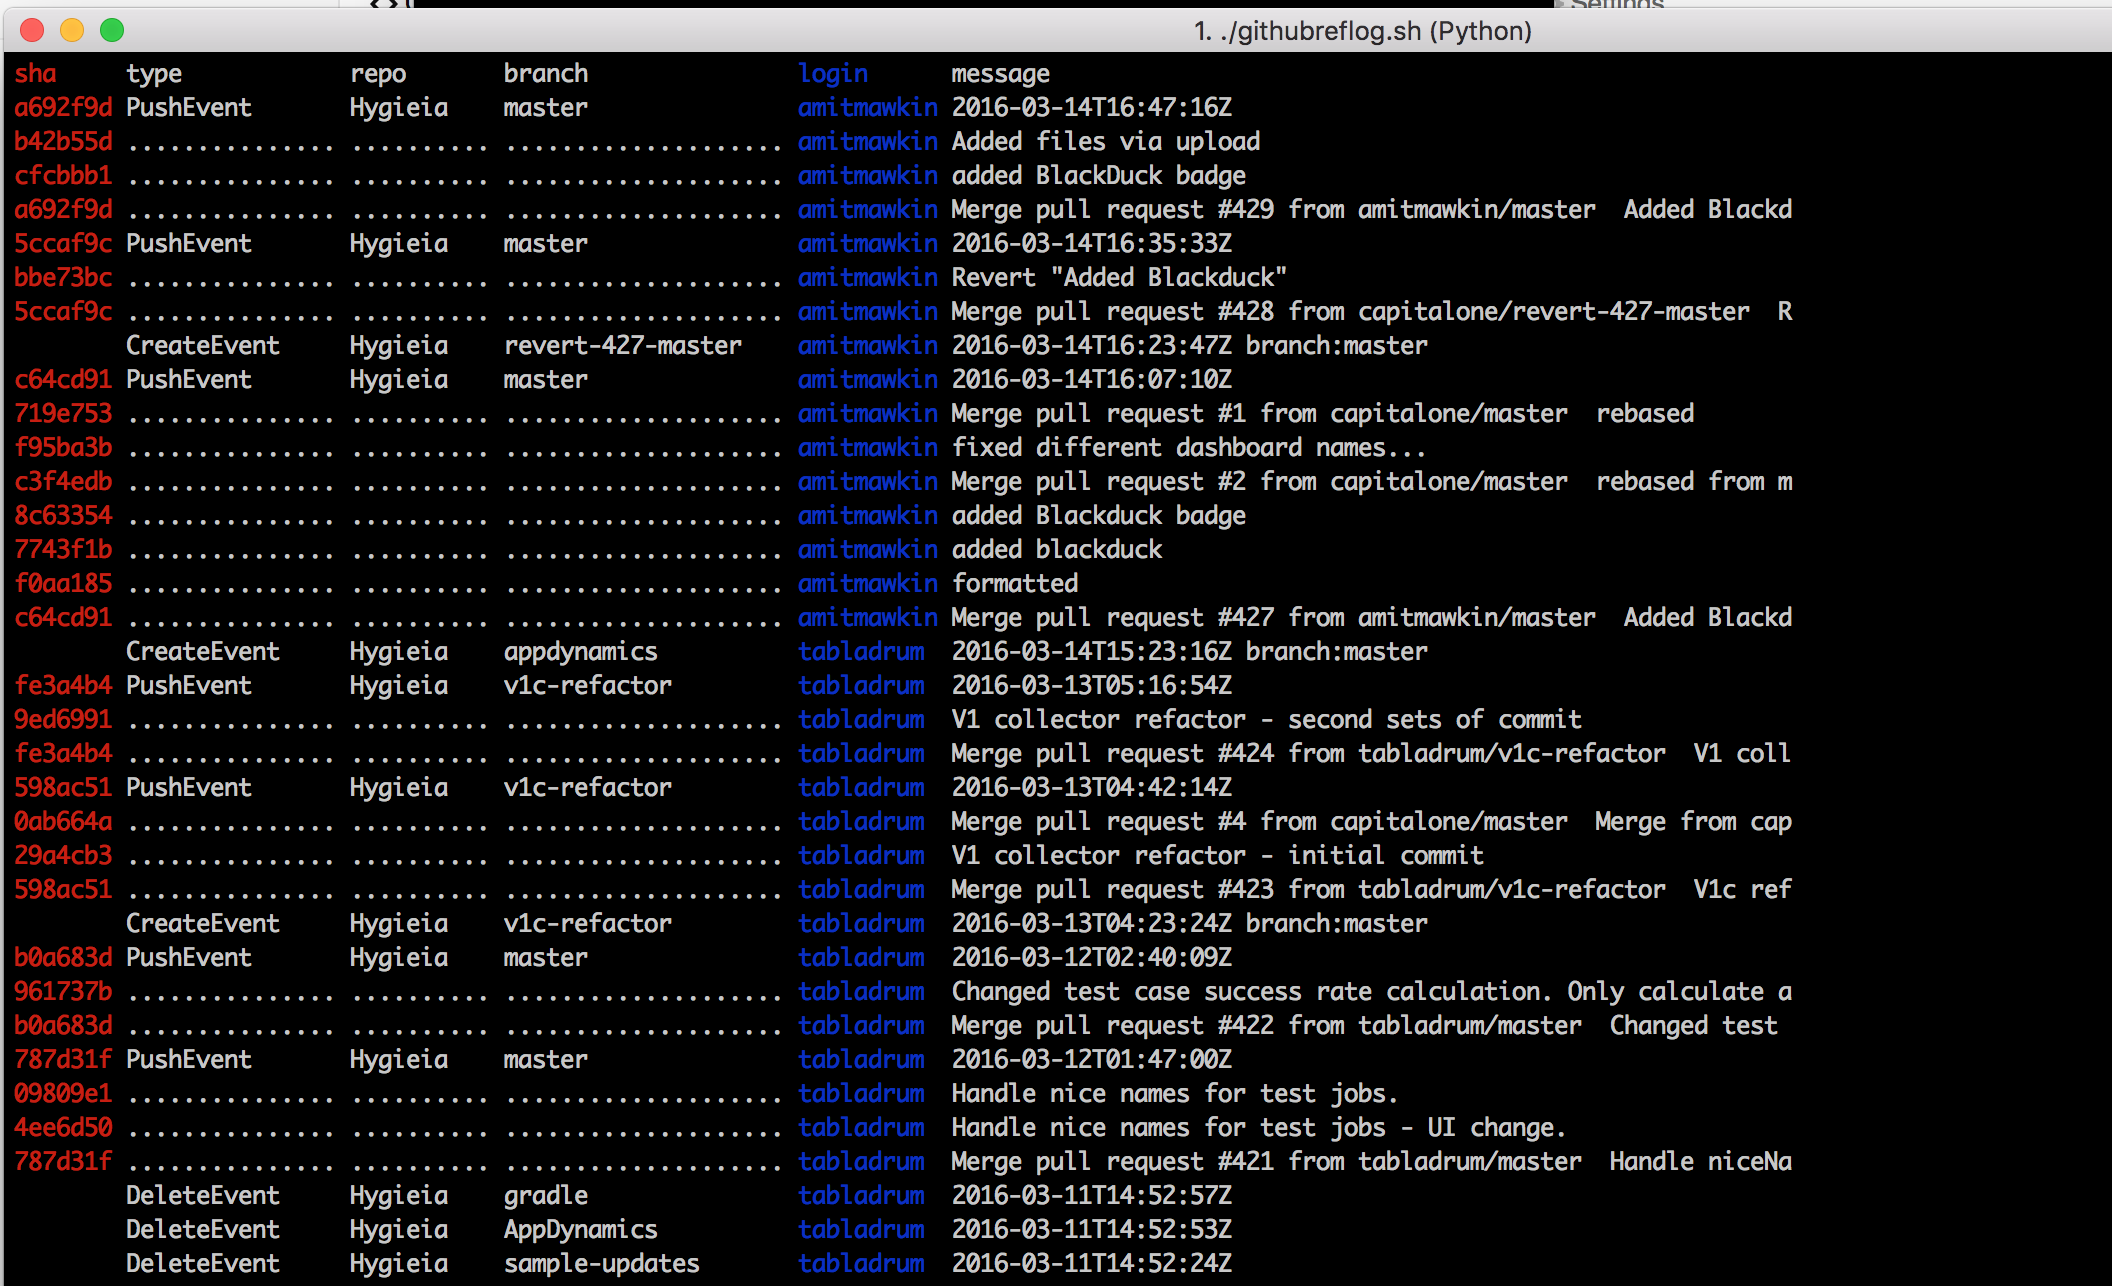 Settings
1. ./githubreflog.sh (Python)
sha type repo branch login message
a692f9d PushEvent Hygieia master amitmawkin 2016-03-14T16:47:16Z
b42b55d ............... .......... .................... amitmawkin Added files via upload
cfcbbb1 ............... .......... .................... amitmawkin added BlackDuck badge
a692f9d ............... .......... .................... amitmawkin Merge pull request #429 from amitmawkin/master  Added Blackd
5ccaf9c PushEvent Hygieia master amitmawkin 2016-03-14T16:35:33Z
bbe73bc ............... .......... .................... amitmawkin Revert "Added Blackduck"
5ccaf9c ............... .......... .................... amitmawkin Merge pull request #428 from capitalone/revert-427-master  R
CreateEvent Hygieia revert-427-master amitmawkin 2016-03-14T16:23:47Z branch:master
c64cd91 PushEvent Hygieia master amitmawkin 2016-03-14T16:07:10Z
719e753 ............... .......... .................... amitmawkin Merge pull request #1 from capitalone/master  rebased
f95ba3b ............... .......... .................... amitmawkin fixed different dashboard names...
c3f4edb ............... .......... .................... amitmawkin Merge pull request #2 from capitalone/master  rebased from m
8c63354 ............... .......... .................... amitmawkin added Blackduck badge
7743f1b ............... .......... .................... amitmawkin added blackduck
f0aa185 ............... .......... .................... amitmawkin formatted
c64cd91 ............... .......... .................... amitmawkin Merge pull request #427 from amitmawkin/master  Added Blackd
CreateEvent Hygieia appdynamics tabladrum 2016-03-14T15:23:16Z branch:master
fe3a4b4 PushEvent Hygieia v1c-refactor tabladrum 2016-03-13T05:16:54Z
9ed6991 ............... .......... .................... tabladrum V1 collector refactor - second sets of commit
fe3a4b4 ............... .......... .................... tabladrum Merge pull request #424 from tabladrum/v1c-refactor  V1 coll
598ac51 PushEvent Hygieia v1c-refactor tabladrum 2016-03-13T04:42:14Z
0ab664a ............... .......... .................... tabladrum Merge pull request #4 from capitalone/master  Merge from cap
29a4cb3 ............... .......... .................... tabladrum V1 collector refactor - initial commit
598ac51 ............... .......... .................... tabladrum Merge pull request #423 from tabladrum/v1c-refactor  V1c ref
CreateEvent Hygieia v1c-refactor tabladrum 2016-03-13T04:23:24Z branch:master
b0a683d PushEvent Hygieia master tabladrum 2016-03-12T02:40:09Z
961737b ............... .......... .................... tabladrum Changed test case success rate calculation. Only calculate a
b0a683d ............... .......... .................... tabladrum Merge pull request #422 from tabladrum/master  Changed test
787d31f PushEvent Hygieia master tabladrum 2016-03-12T01:47:00Z
09809e1 ............... .......... .................... tabladrum Handle nice names for test jobs.
4ee6d50 ............... .......... .................... tabladrum Handle nice names for test jobs - UI change.
787d31f ............... .......... .................... tabladrum Merge pull request #421 from tabladrum/master  Handle niceNa
DeleteEvent Hygieia gradle tabladrum 2016-03-11T14:52:57Z
DeleteEvent Hygieia AppDynamics tabladrum 2016-03-11T14:52:53Z
DeleteEvent Hygieia sample-updates tabladrum 2016-03-11T14:52:24Z